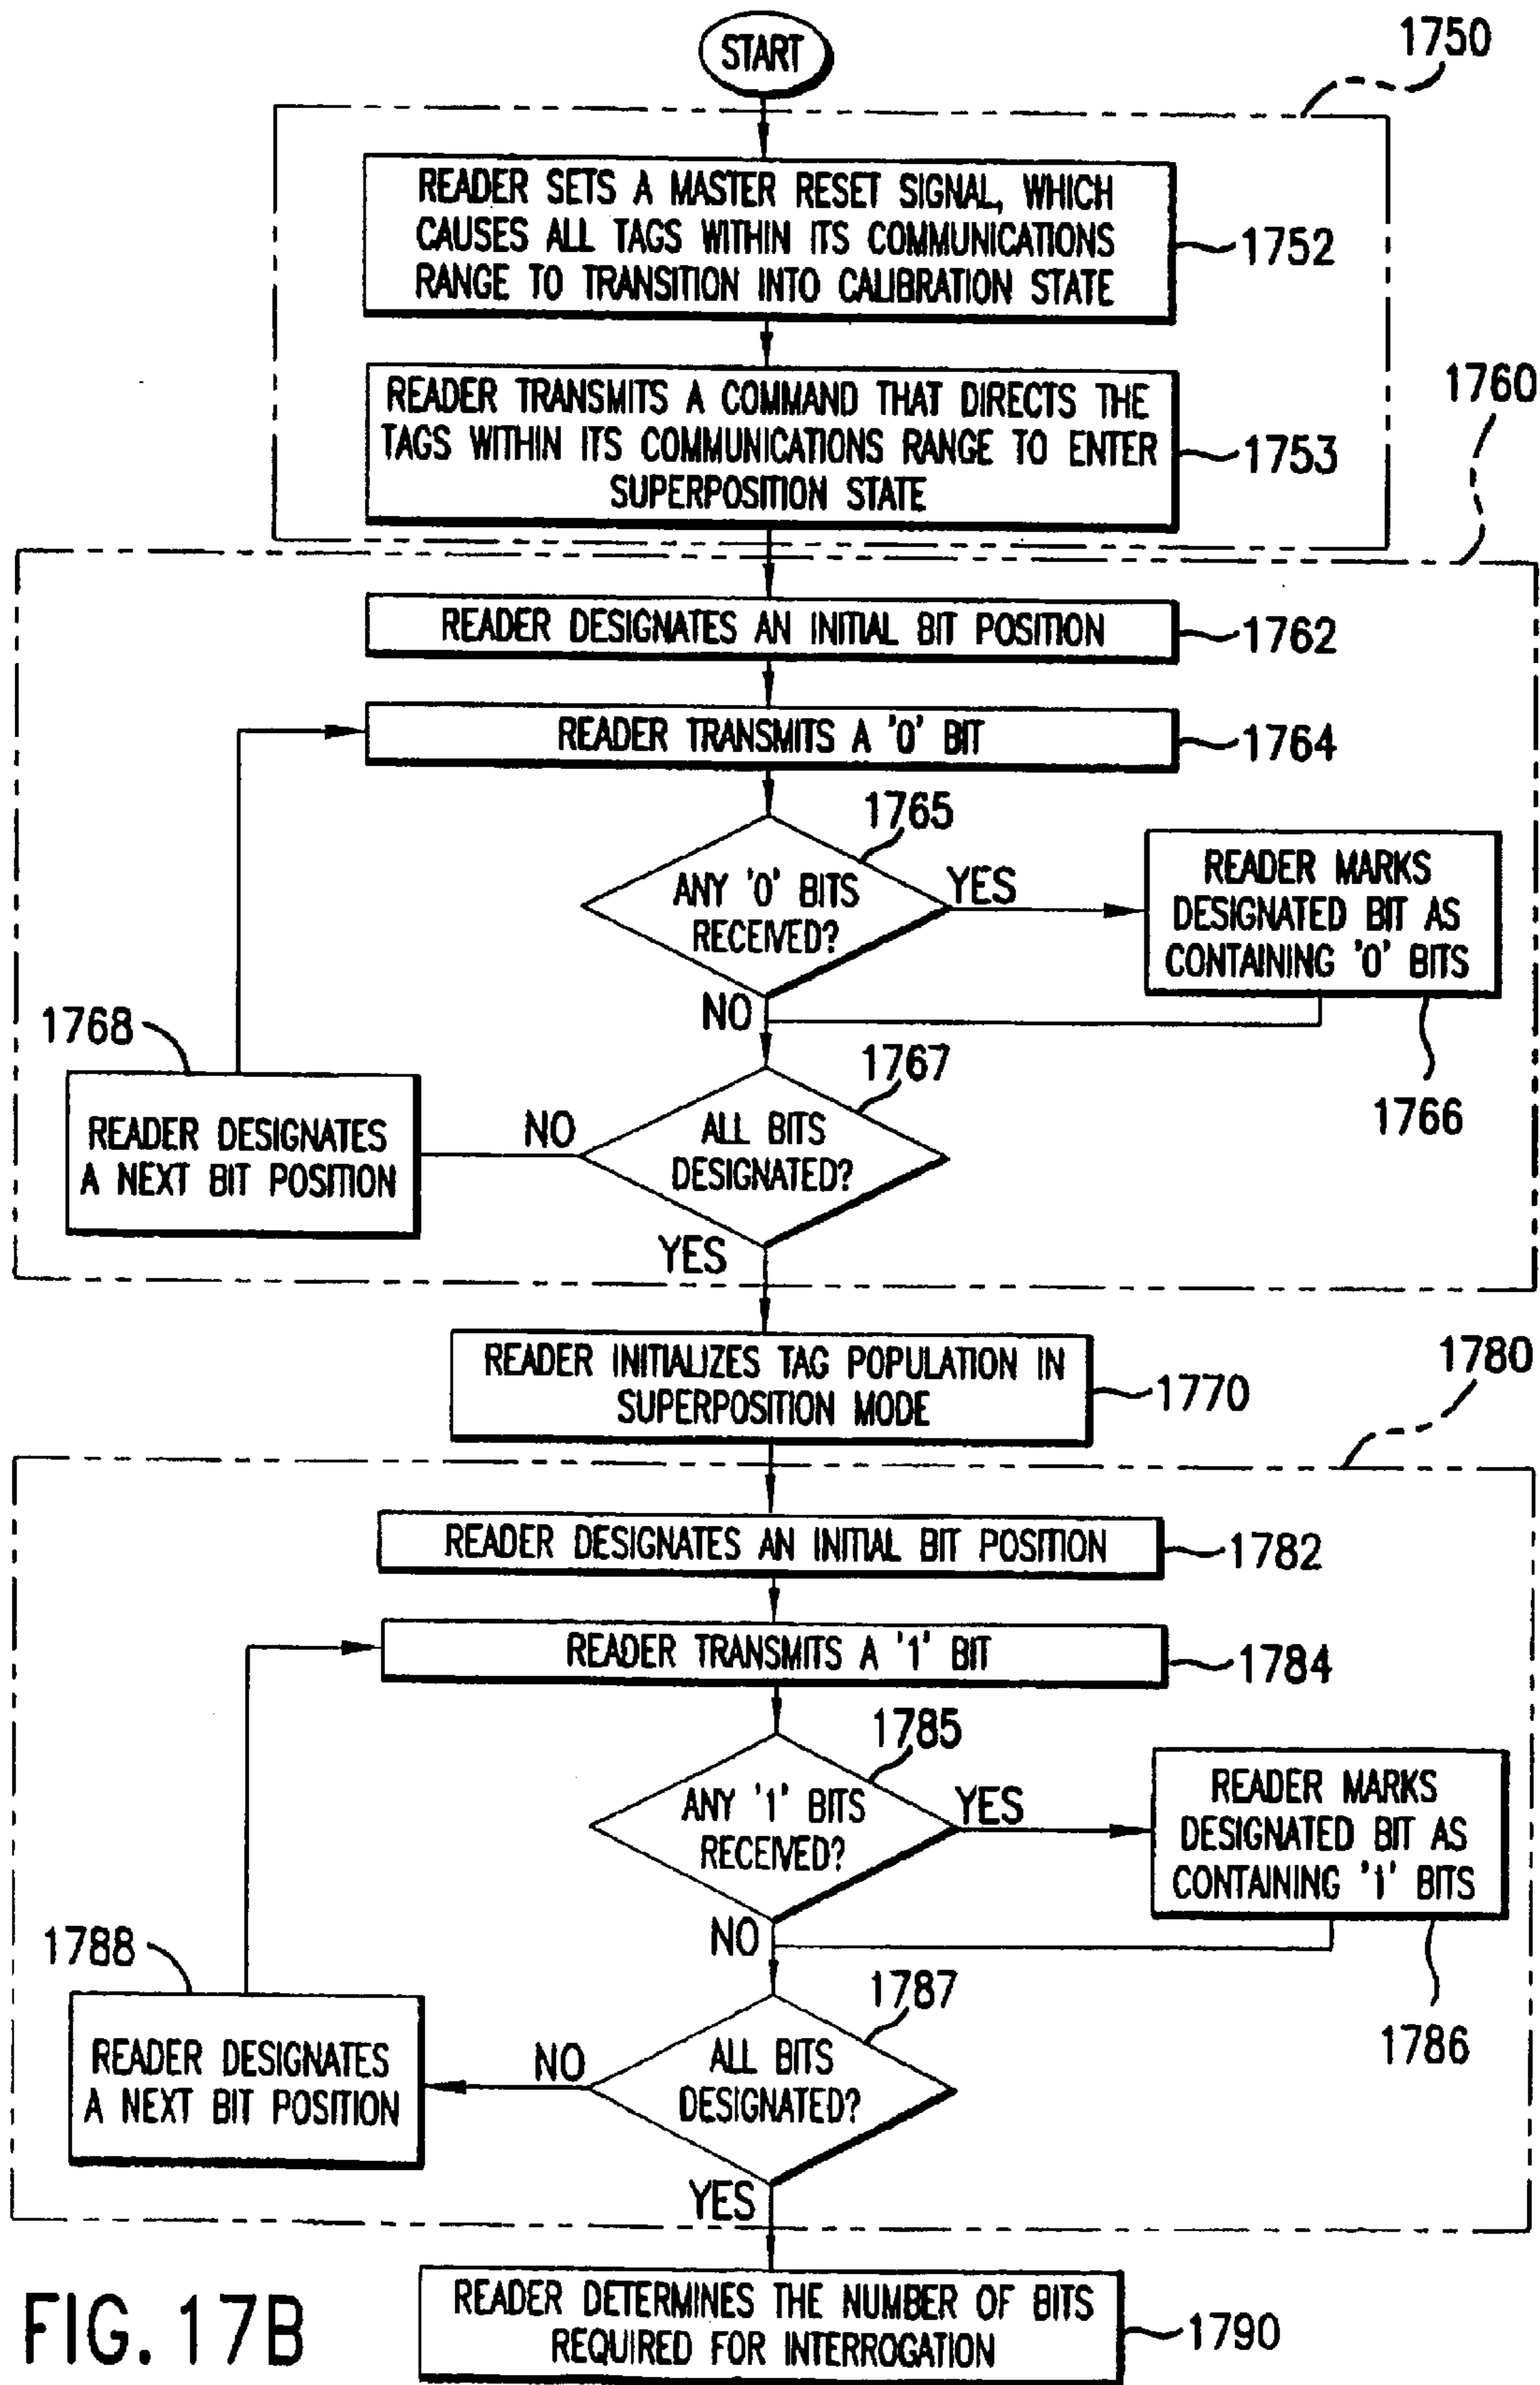 START
1750
READER SETS A MASTER RESET SIGNAL, WHICH
CAUSES ALL TAGS WITHIN ITS COMMUNICATIONS
RANGE TO TRANSITION INTO CALIBRATION STATE
1752
READER TRANSMITS A COMMAND THAT DIRECTS THE
TAGS WITHIN ITS COMMUNICATIONS RANGE TO ENTER
SUPERPOSITION STATE
1753
1760
READER DESIGNATES AN INITIAL BIT POSITION
1762
READER TRANSMITS A '0' BIT
1764
1765
ANY '0' BITS
RECEIVED?
YES
READER MARKS
DESIGNATED BIT AS
CONTAINING '0' BITS
1766
NO
1767
1768
READER DESIGNATES
A NEXT BIT POSITION
NO
ALL BITS
DESIGNATED?
YES
READER INITIALIZES TAG POPULATION IN
SUPERPOSITION MODE
1770
1780
READER DESIGNATES AN INITIAL BIT POSITION
1782
READER TRANSMITS A '1' BIT
1784
1785
ANY '1' BITS
RECEIVED?
YES
READER MARKS
DESIGNATED BIT AS
CONTAINING '1' BITS
1786
NO
1787
1788
READER DESIGNATES
A NEXT BIT POSITION
NO
ALL BITS
DESIGNATED?
YES
READER DETERMINES THE NUMBER OF BITS
REQUIRED FOR INTERROGATION
1790
FIG. 17B